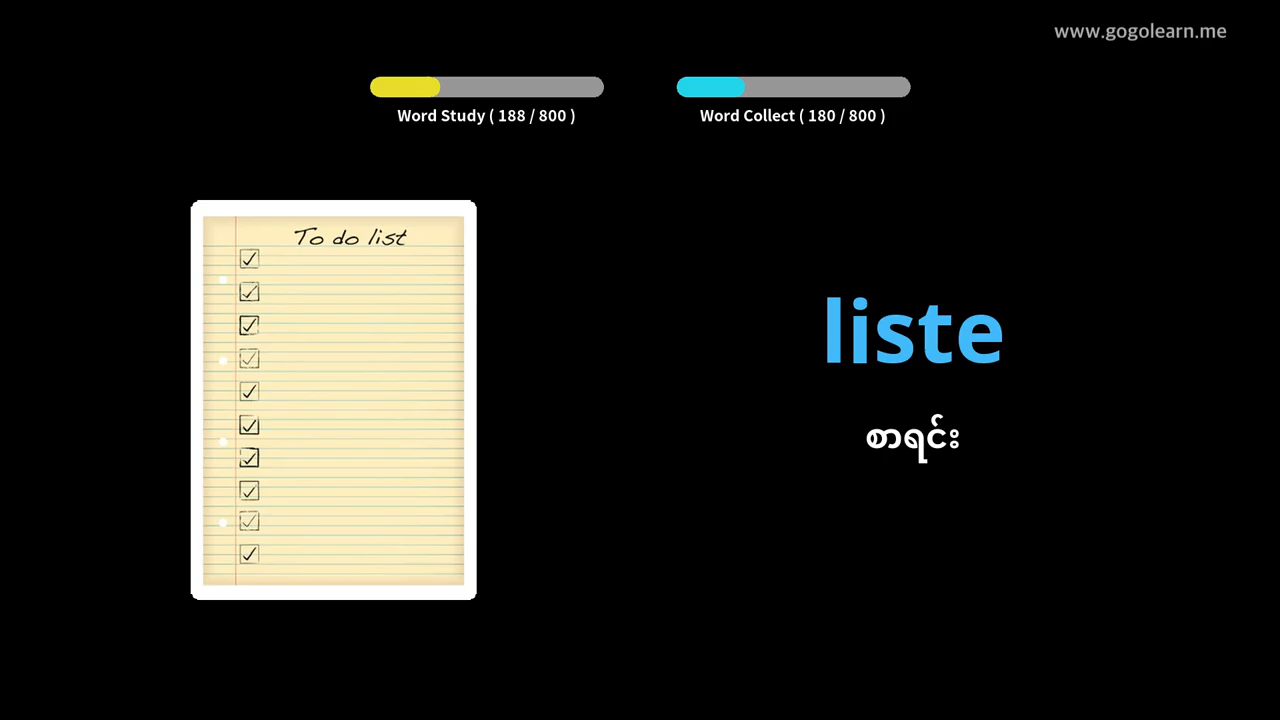 www.gogolearn.me
Word Study ( 188 / 800 )
Word Collect ( 180 / 800 )
To do list
liste
စာရင်း